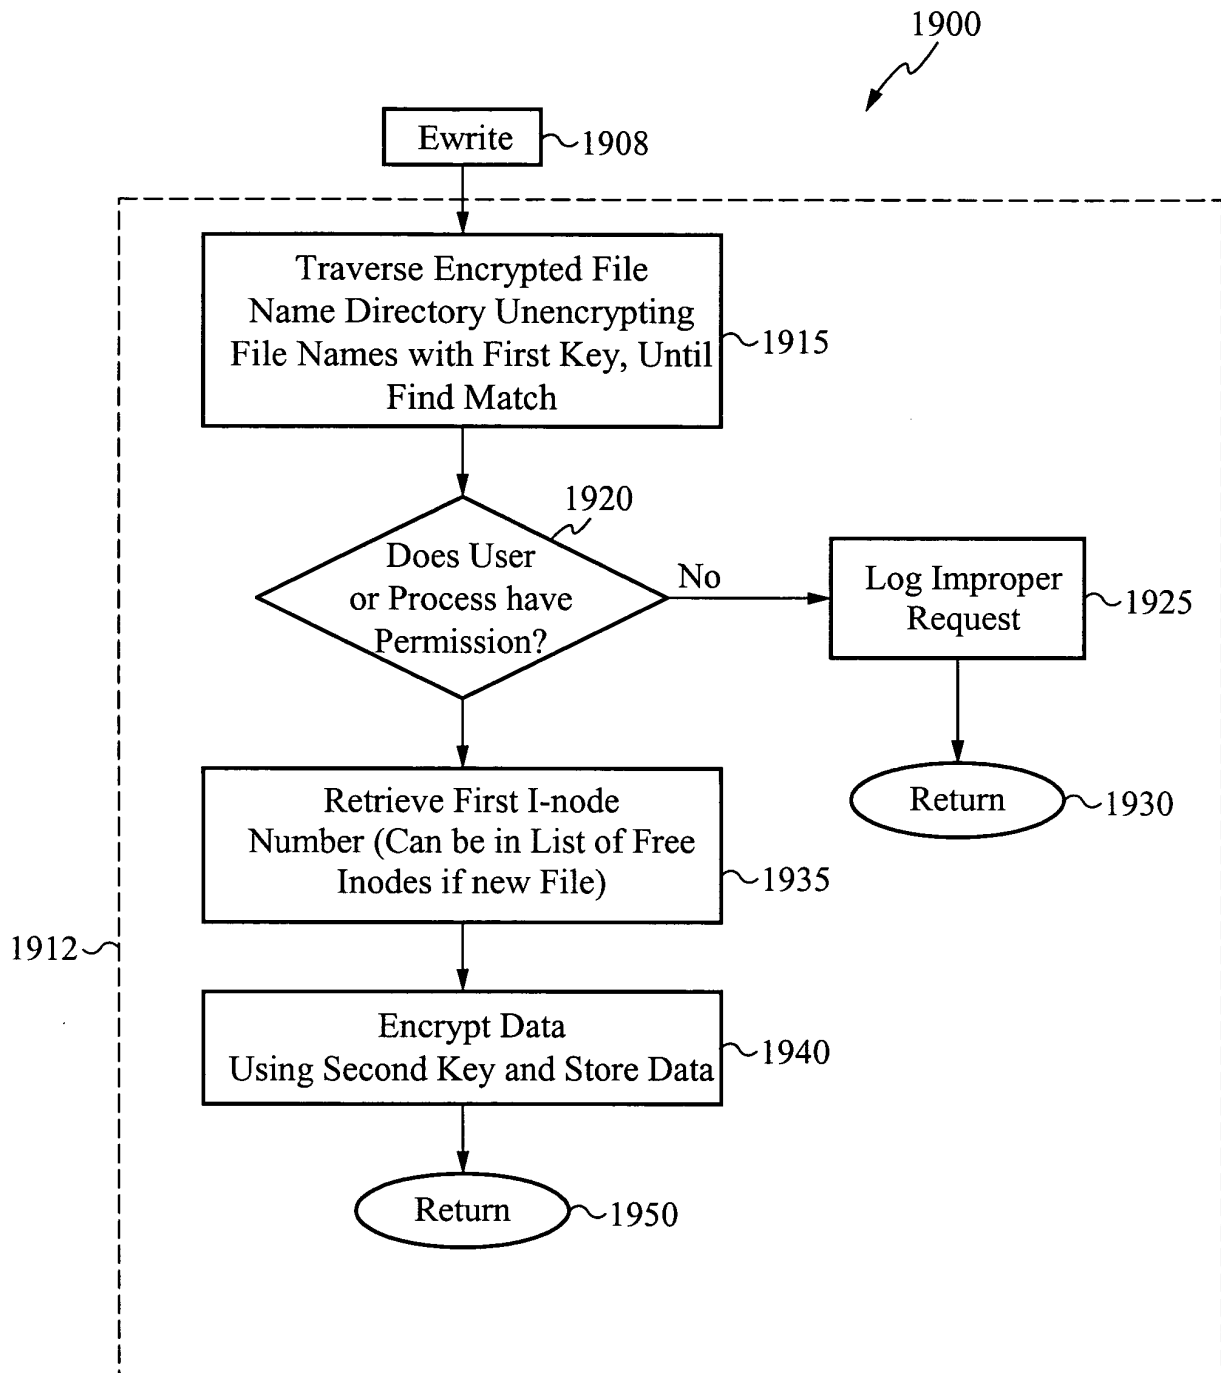 1900
Ewrite
1908
Traverse Encrypted File
Name Directory Unencrypting
File Names with First Key, Until
Find Match
1915
1920
Does User
or Process have
Permission?
No
Log Improper
Request
1925
Return
1930
Retrieve First I-node
Number (Can be in List of Free
Inodes if new File)
1935
1912
Encrypt Data
Using Second Key and Store Data
1940
Return
1950